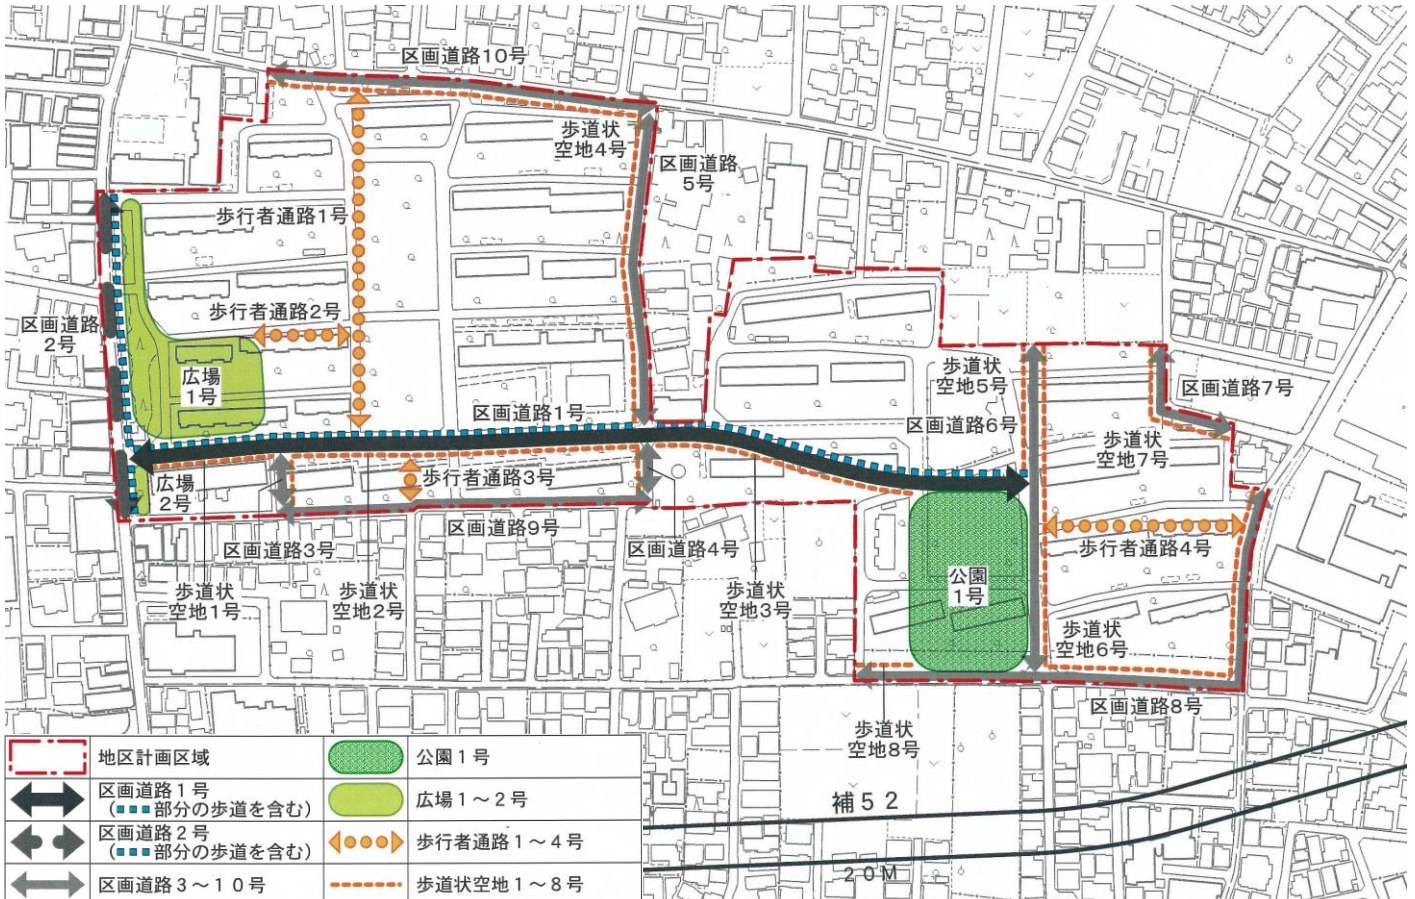 区画道路10号
歩道状
空地4号
区画道路
5号
歩行者通路1号
区画道路
2号
歩行者通路2号
広場
1号
区画道路1号
歩道状
空地5号
区画道路7号
区画道路6号
歩道状
空地7号
広場
2号
歩行者通路3号
区画道路3号
区画道路9号
区画道路4号
歩行者通路4号
歩道状
空地1号
歩道状
空地2号
歩道状
空地3号
公園
1号
歩道状
空地6号
区画道路8号
歩道状
空地8号
補52
20M
地区計画区域
公園1号
区画道路1号
(部分の歩道を含む)
広場1~2号
区画道路2号
(部分の歩道を含む)
歩行者通路1~4号
区画道路3~10号
歩道状空地1~8号